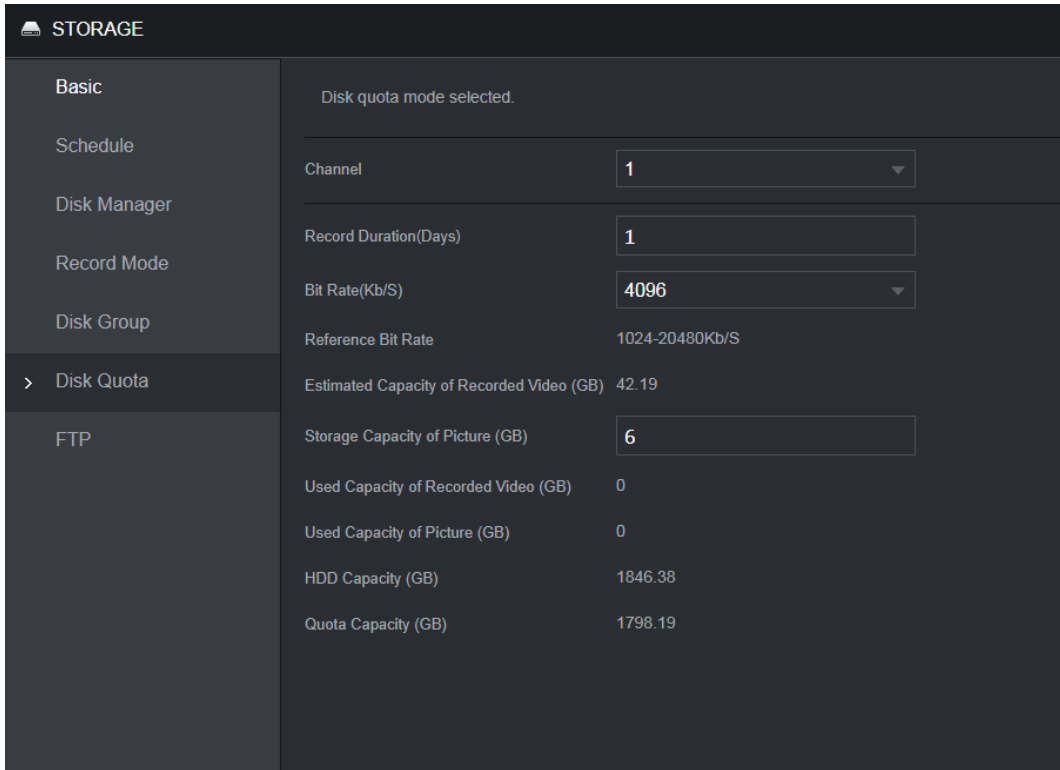 STORAGE
Basic
Schedule
Disk Manager
Record Mode
Disk Group
Disk Quota
FTP
Disk quota mode selected.
Channel 1
Record Duration(Days) 1
Bit Rate(Kb/S) 4096
Reference Bit Rate 1024-20480Kb/S
Estimated Capacity of Recorded Video (GB) 42.19
Storage Capacity of Picture (GB) 6
Used Capacity of Recorded Video (GB) 0
Used Capacity of Picture (GB) 0
HDD Capacity (GB) 1846.38
Quota Capacity (GB) 1798.19